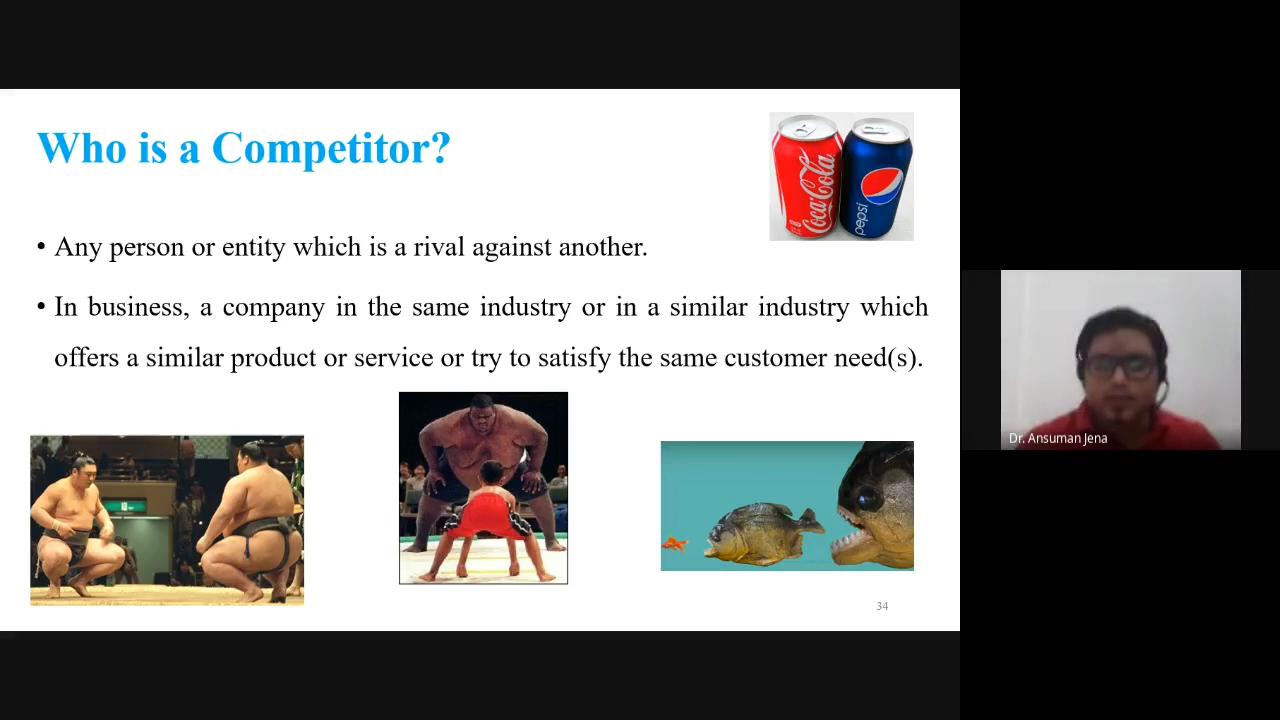 Who is a Competitor?
Coca-Cola
pepsi
• Any person or entity which is a rival against another.
• In business, a company in the same industry or in a similar industry which
offers a similar product or service or try to satisfy the same customer need(s).
Dr. Ansuman Jena
34